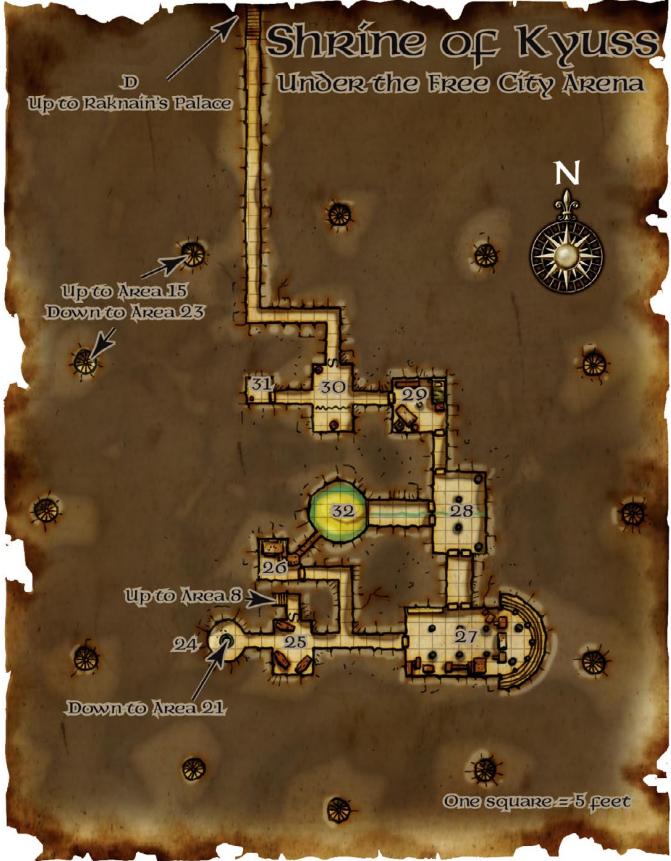 Shrine of Kyuss
Under the Free City Arena
D
Up to Raknain's Palace
N
Up to Area 15
Down to Area 23
31
30
29
32
28
26
Up to Area 8
24
25
27
Down to Area 21
One square = 5 feet